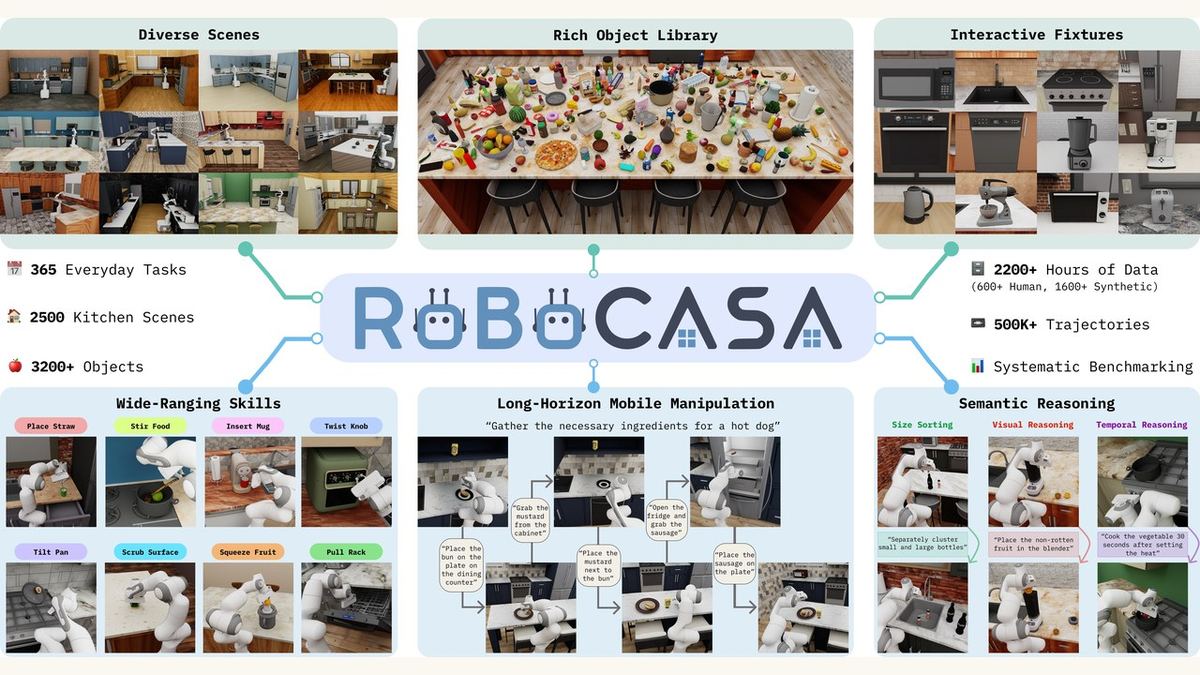 Diverse Scenes
Rich Object Library
Interactive Fixtures
365 Everyday Tasks
2500 Kitchen Scenes
3200+ Objects
ROBOCASA
2200+ Hours of Data
(600+ Human, 1600+ Synthetic)
500K+ Trajectories
Systematic Benchmarking
Wide-Ranging Skills
Place Straw
Stir Food
Insert Mug
Twist Knob
Tilt Pan
Scrub Surface
Squeeze Fruit
Pull Rack
Long-Horizon Mobile Manipulation
“Gather the necessary ingredients for a hot dog”
“Place the
bun on the
plate on
the dining
counter”
“Grab the
mustard
from the
cabinet”
“Place the
mustard
next to
the bun”
“Open the
fridge and
grab the
sausage”
“Place the
sausage on
the plate”
Semantic Reasoning
Size Sorting
Visual Reasoning
Temporal Reasoning
“Separately cluster
small and large bottles”
“Place the non-rotten
fruit in the blender”
“Cook the vegetable 30
seconds after setting
the heat”